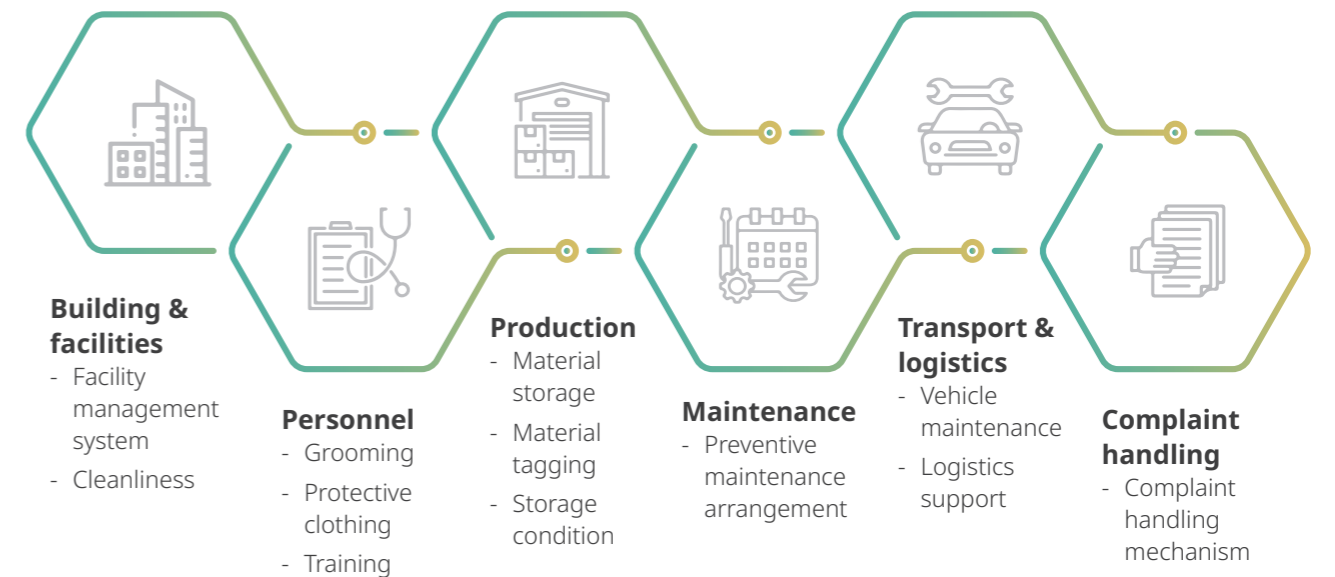 Building &
facilities
- Facility
management
system
- Cleanliness
Personnel
- Grooming
- Protective
clothing
- Training
Production
- Material
storage
- Material
tagging
- Storage
condition
Maintenance
- Preventive
maintenance
arrangement
Transport &
logistics
- Vehicle
maintenance
- Logistics
support
Complaint
handling
- Complaint
handling
mechanism